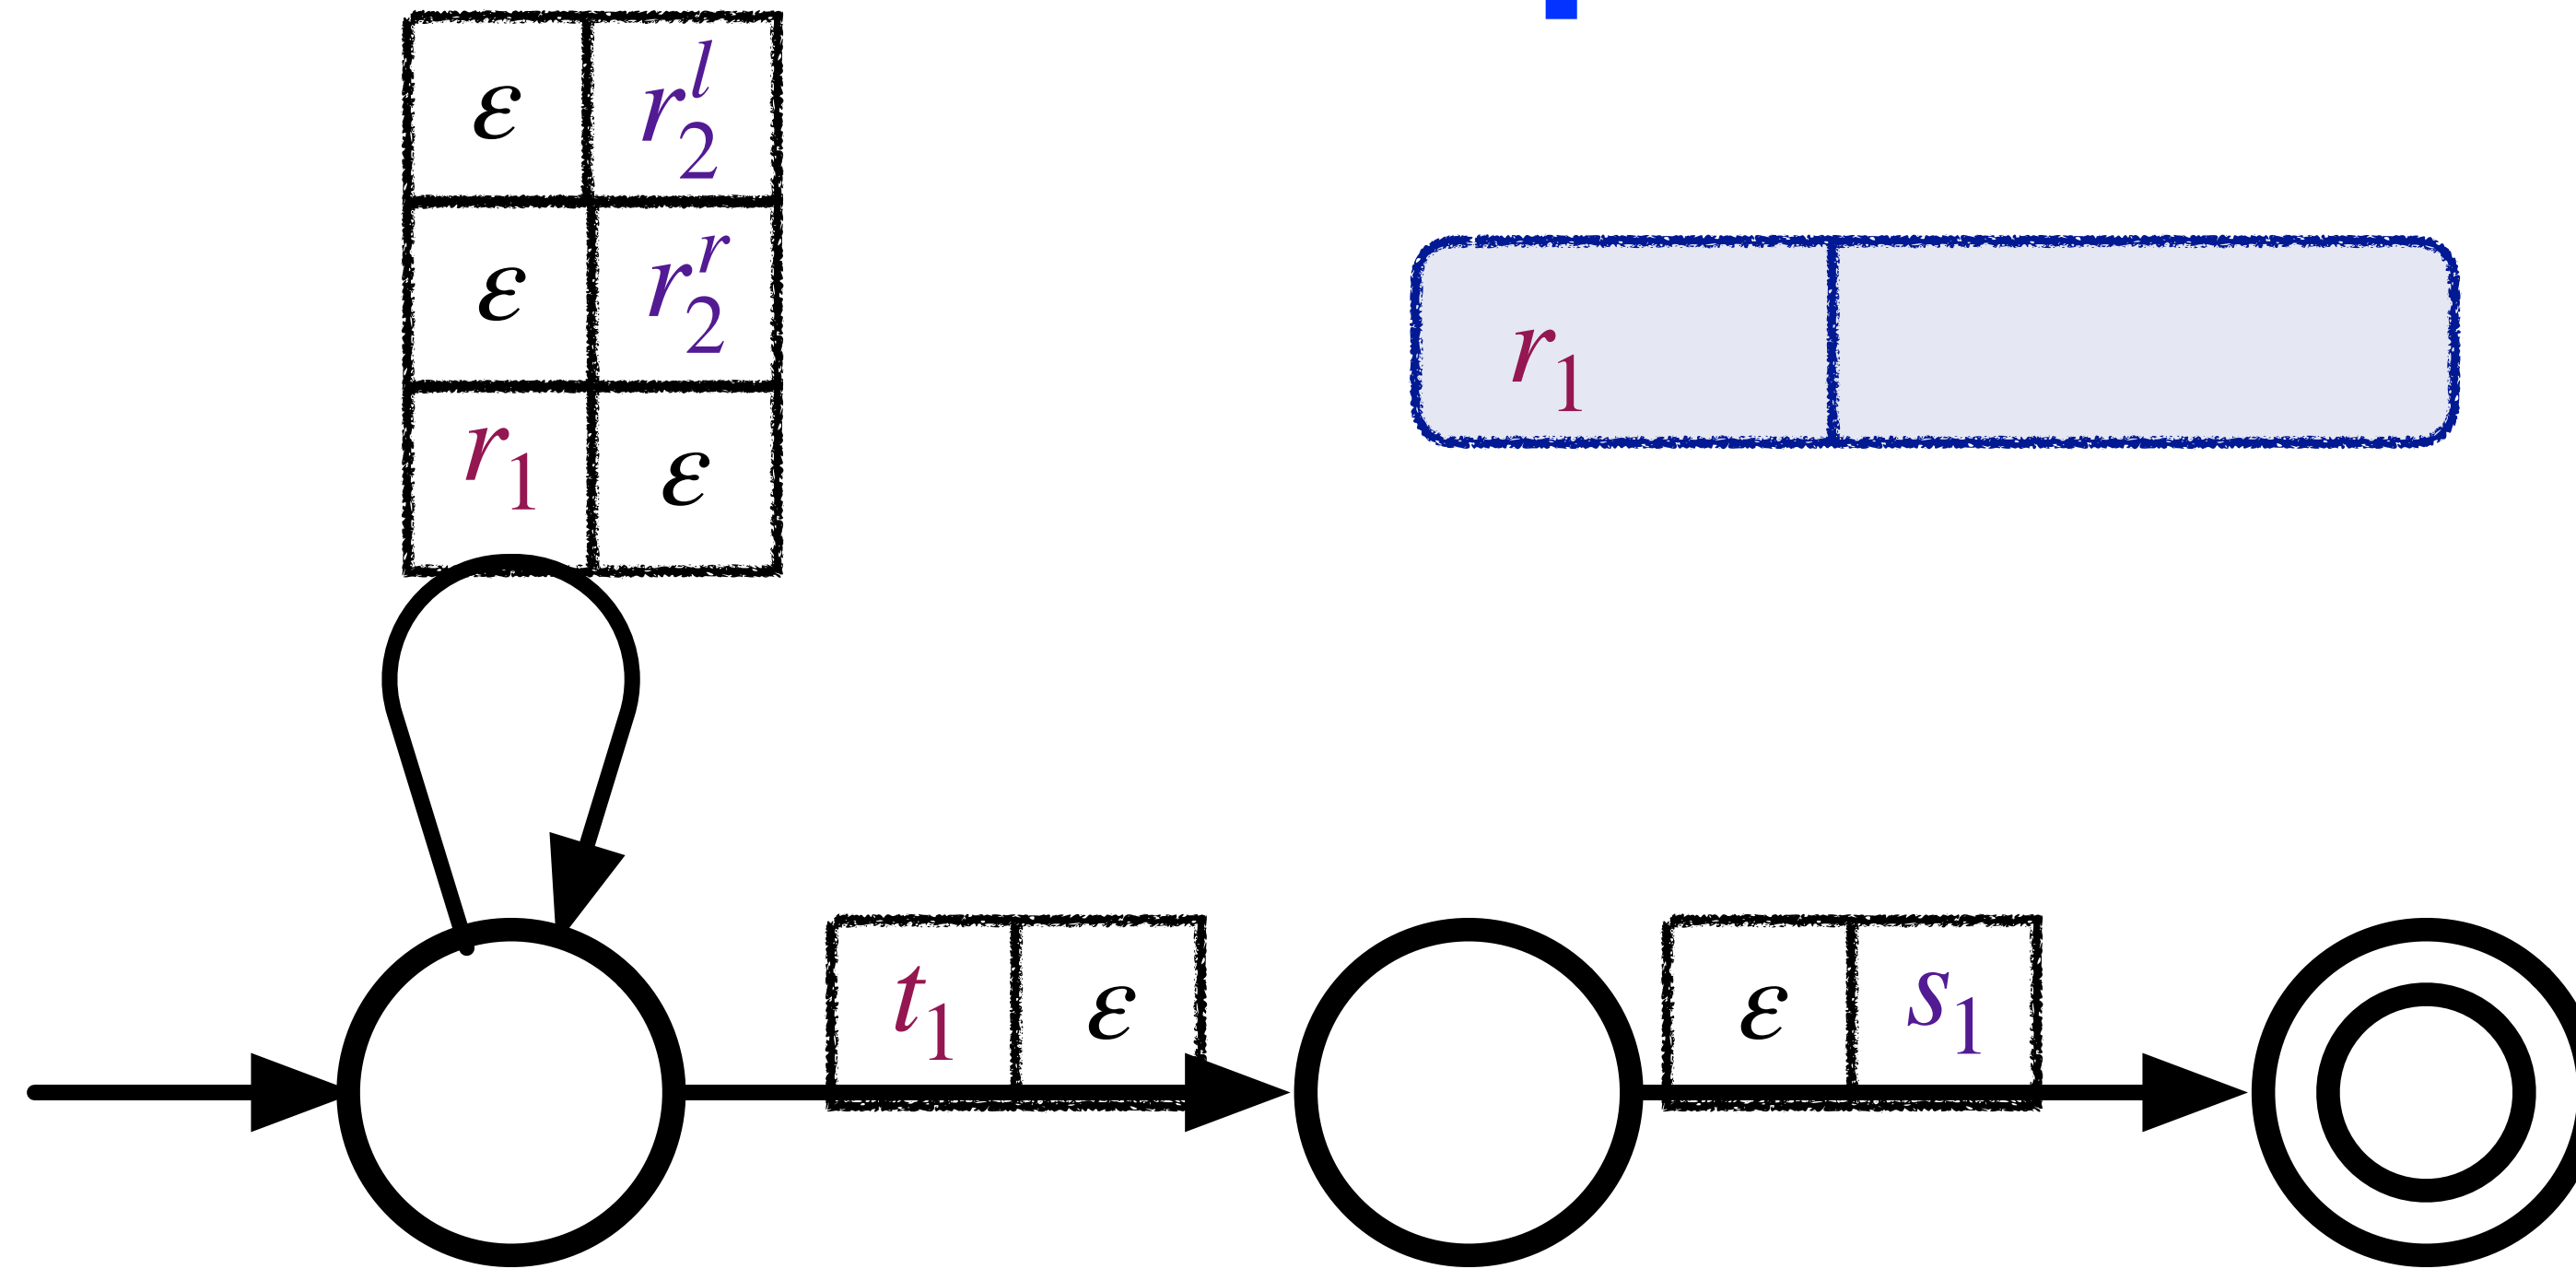 ε r₂ˡ
ε r₂ʳ
r₁ ε
r₁
t₁ ε
ε s₁